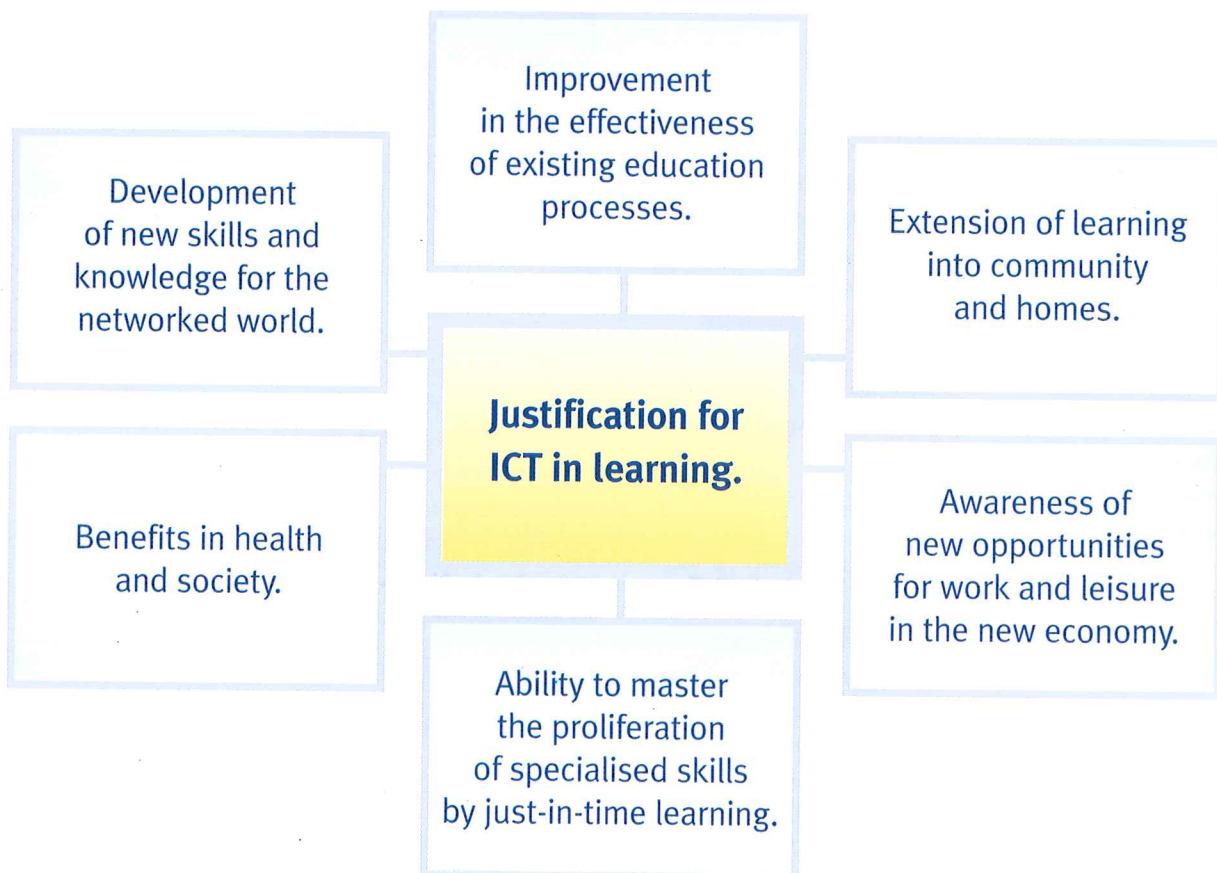 Improvement
in the effectiveness
of existing education
processes.
Development
of new skills and
knowledge for the
networked world.
Extension of learning
into community
and homes.
Justification for
ICT in learning.
Benefits in health
and society.
Awareness of
new opportunities
for work and leisure
in the new economy.
Ability to master
the proliferation
of specialised skills
by just-in-time learning.